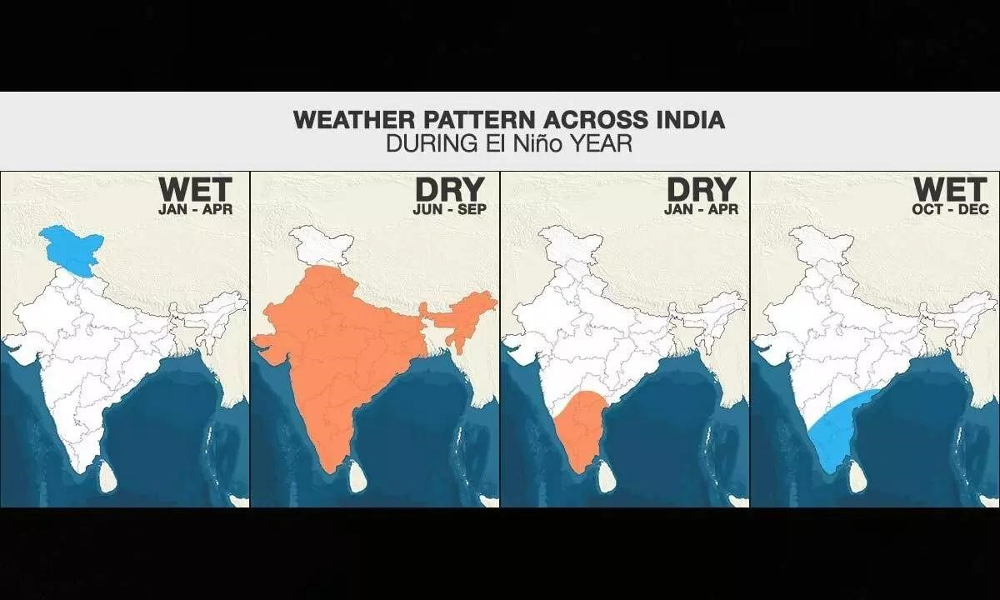 WEATHER PATTERN ACROSS INDIA
DURING El Niño YEAR
WET
JAN - APR
DRY
JUN - SEP
DRY
JAN - APR
WET
OCT - DEC